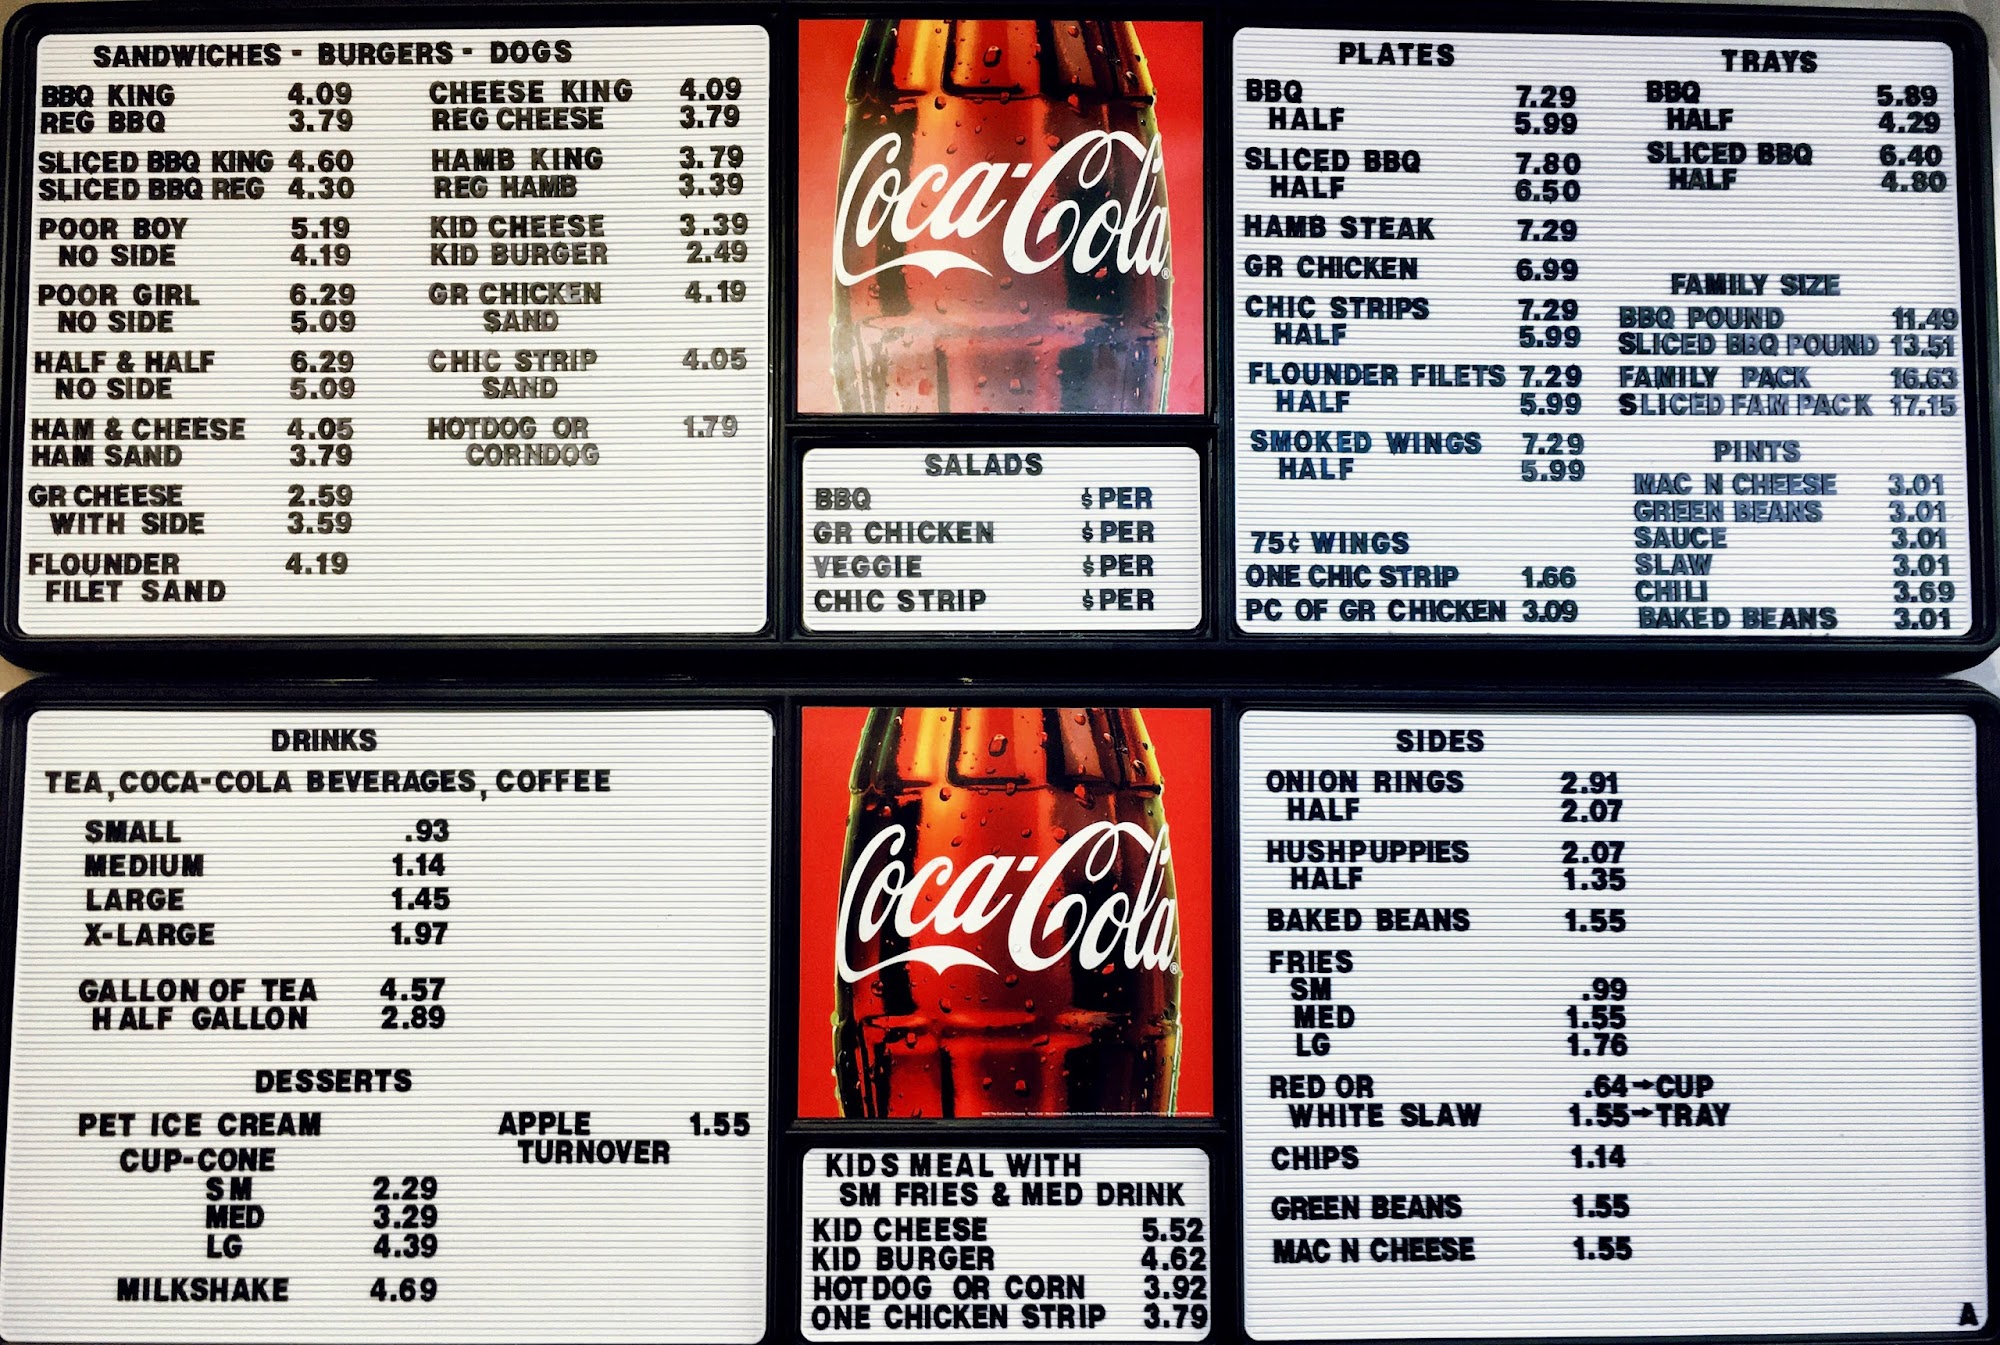 SANDWICHES - BURGERS - DOGS
BBQ KING 4.09
REG BBQ 3.79
SLICED BBQ KING 4.60
SLICED BBQ REG 4.30
POOR BOY 5.19
NO SIDE 4.19
POOR GIRL 6.29
NO SIDE 5.09
HALF & HALF 6.29
NO SIDE 5.09
HAM & CHEESE 4.05
HAM SAND 3.79
GR CHEESE 2.59
WITH SIDE 3.59
FLOUNDER 4.19
FILET SAND
CHEESE KING 4.09
REG CHEESE 3.79
HAMB KING 3.79
REG HAMB 3.39
KID CHEESE 3.39
KID BURGER 2.49
GR CHICKEN 4.19
SAND
CHIC STRIP 4.05
SAND
HOTDOG OR 1.79
CORNDOG
Coca-Cola
SALADS
BBQ $PER
GR CHICKEN $PER
VEGGIE $PER
CHIC STRIP $PER
PLATES
BBQ 7.29
HALF 5.99
SLICED BBQ 7.80
HALF 6.50
HAMB STEAK 7.29
GR CHICKEN 6.99
CHIC STRIPS 7.29
HALF 5.99
FLOUNDER FILETS 7.29
HALF 5.99
SMOKED WINGS 7.29
HALF 5.99
75¢ WINGS
ONE CHIC STRIP 1.66
PC OF GR CHICKEN 3.09
TRAYS
BBQ 5.89
HALF 4.29
SLICED BBQ 6.40
HALF 4.80
FAMILY SIZE
BBQ POUND 11.49
SLICED BBQ POUND 13.51
FAMILY PACK 16.63
SLICED FAM PACK 17.15
PINTS
MAC N CHEESE 3.01
GREEN BEANS 3.01
SAUCE 3.01
SLAW 3.01
CHILI 3.69
BAKED BEANS 3.01
DRINKS
TEA, COCA-COLA BEVERAGES, COFFEE
SMALL .93
MEDIUM 1.14
LARGE 1.45
X-LARGE 1.97
GALLON OF TEA 4.57
HALF GALLON 2.89
DESSERTS
PET ICE CREAM
CUP-CONE
SM 2.29
MED 3.29
LG 4.39
MILKSHAKE 4.69
APPLE 1.55
TURNOVER
Coca-Cola
KIDS MEAL WITH
SM FRIES & MED DRINK
KID CHEESE 5.52
KID BURGER 4.62
HOTDOG OR CORN 3.92
ONE CHICKEN STRIP 3.79
SIDES
ONION RINGS 2.91
HALF 2.07
HUSHPUPPIES 2.07
HALF 1.35
BAKED BEANS 1.55
FRIES
SM .99
MED 1.55
LG 1.76
RED OR .64→CUP
WHITE SLAW 1.55→TRAY
CHIPS 1.14
GREEN BEANS 1.55
MAC N CHEESE 1.55
A